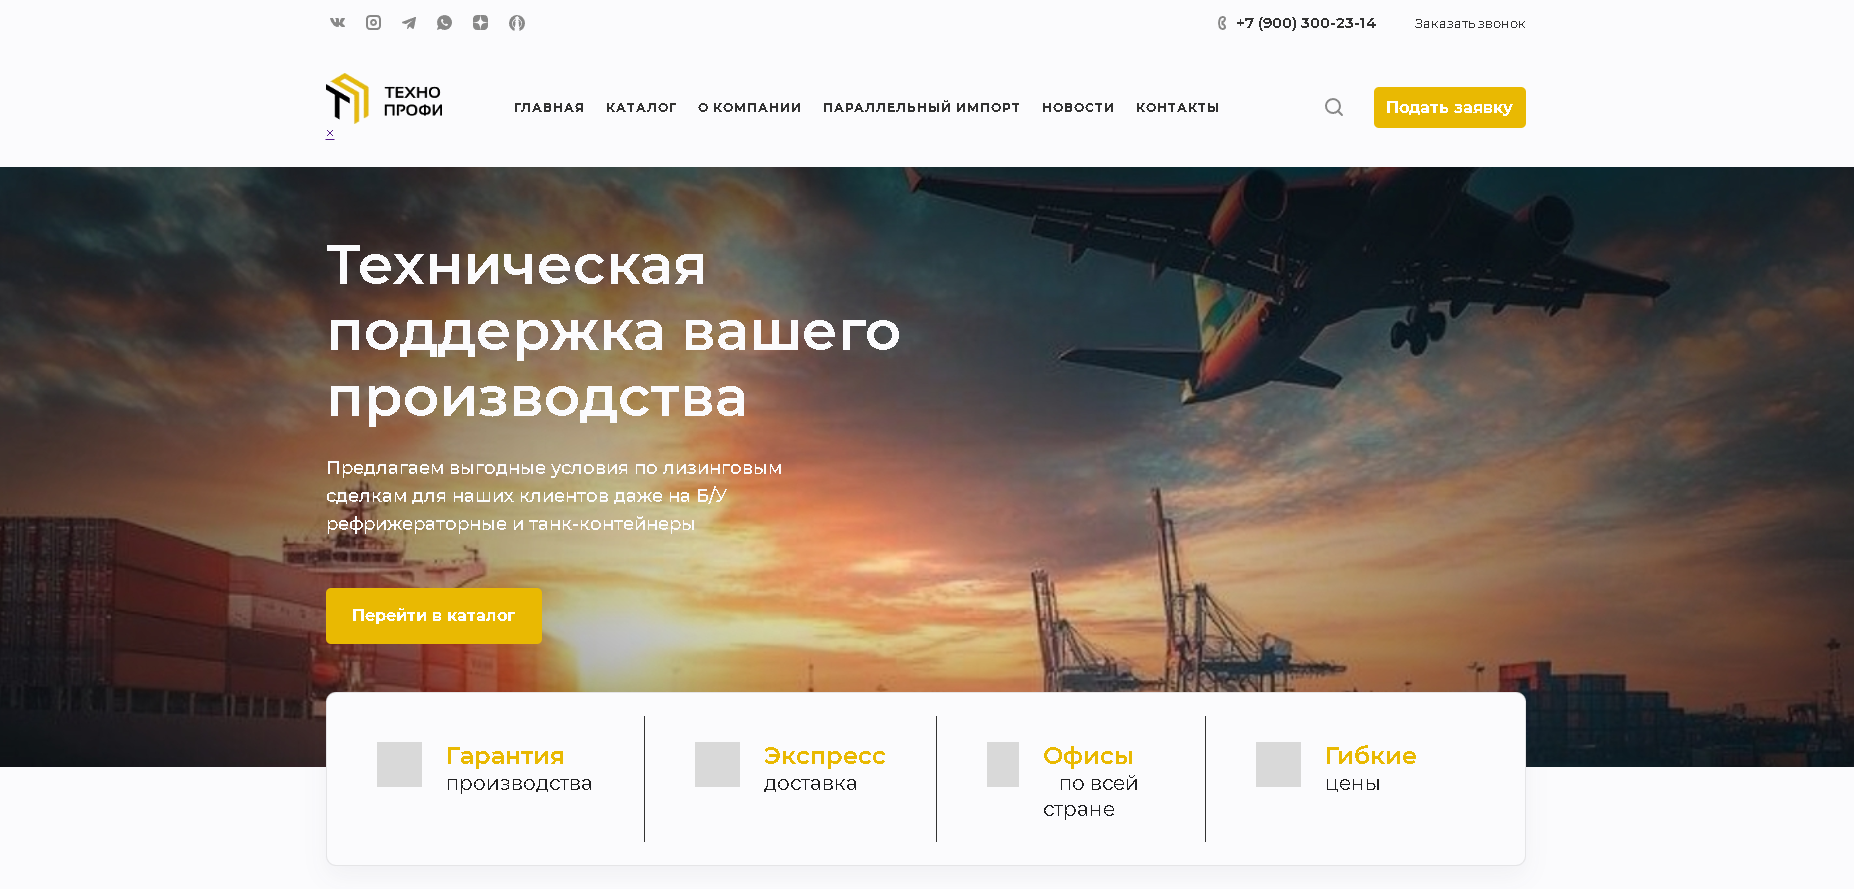 +7 (900) 300-23-14
Заказать звонок
ТЕХНО
ПРОФИ
×
ГЛАВНАЯ
КАТАЛОГ
О КОМПАНИИ
ПАРАЛЛЕЛЬНЫЙ ИМПОРТ
НОВОСТИ
КОНТАКТЫ
Подать заявку
Техническая
поддержка вашего
производства
Предлагаем выгодные условия по лизинговым
сделкам для наших клиентов даже на Б/У
рефрижераторные и танк-контейнеры
Перейти в каталог
Гарантия
производства
Экспресс
доставка
Офисы
по всей
стране
Гибкие
цены